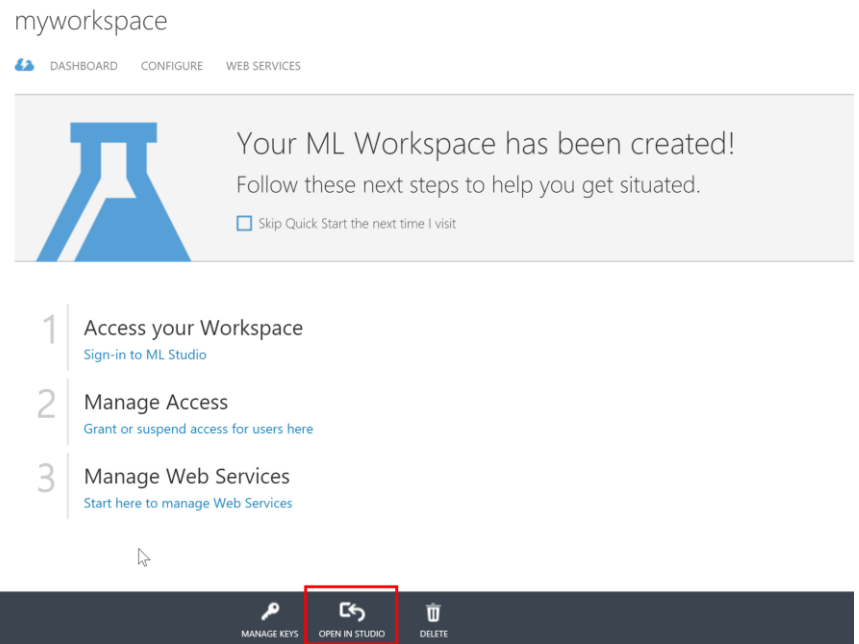 myworkspace
DASHBOARD CONFIGURE WEB SERVICES
Your ML Workspace has been created!
Follow these next steps to help you get situated.
Skip Quick Start the next time I visit
1 Access your Workspace
Sign-in to ML Studio
2 Manage Access
Grant or suspend access for users here
3 Manage Web Services
Start here to manage Web Services
MANAGE KEYS OPEN IN STUDIO DELETE